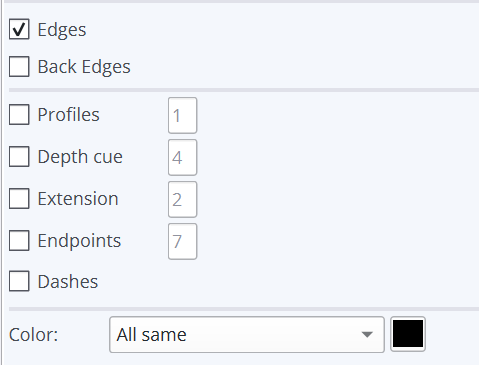 Edges
Back Edges
Profiles 1
Depth cue 4
Extension 2
Endpoints 7
Dashes
Color: All same